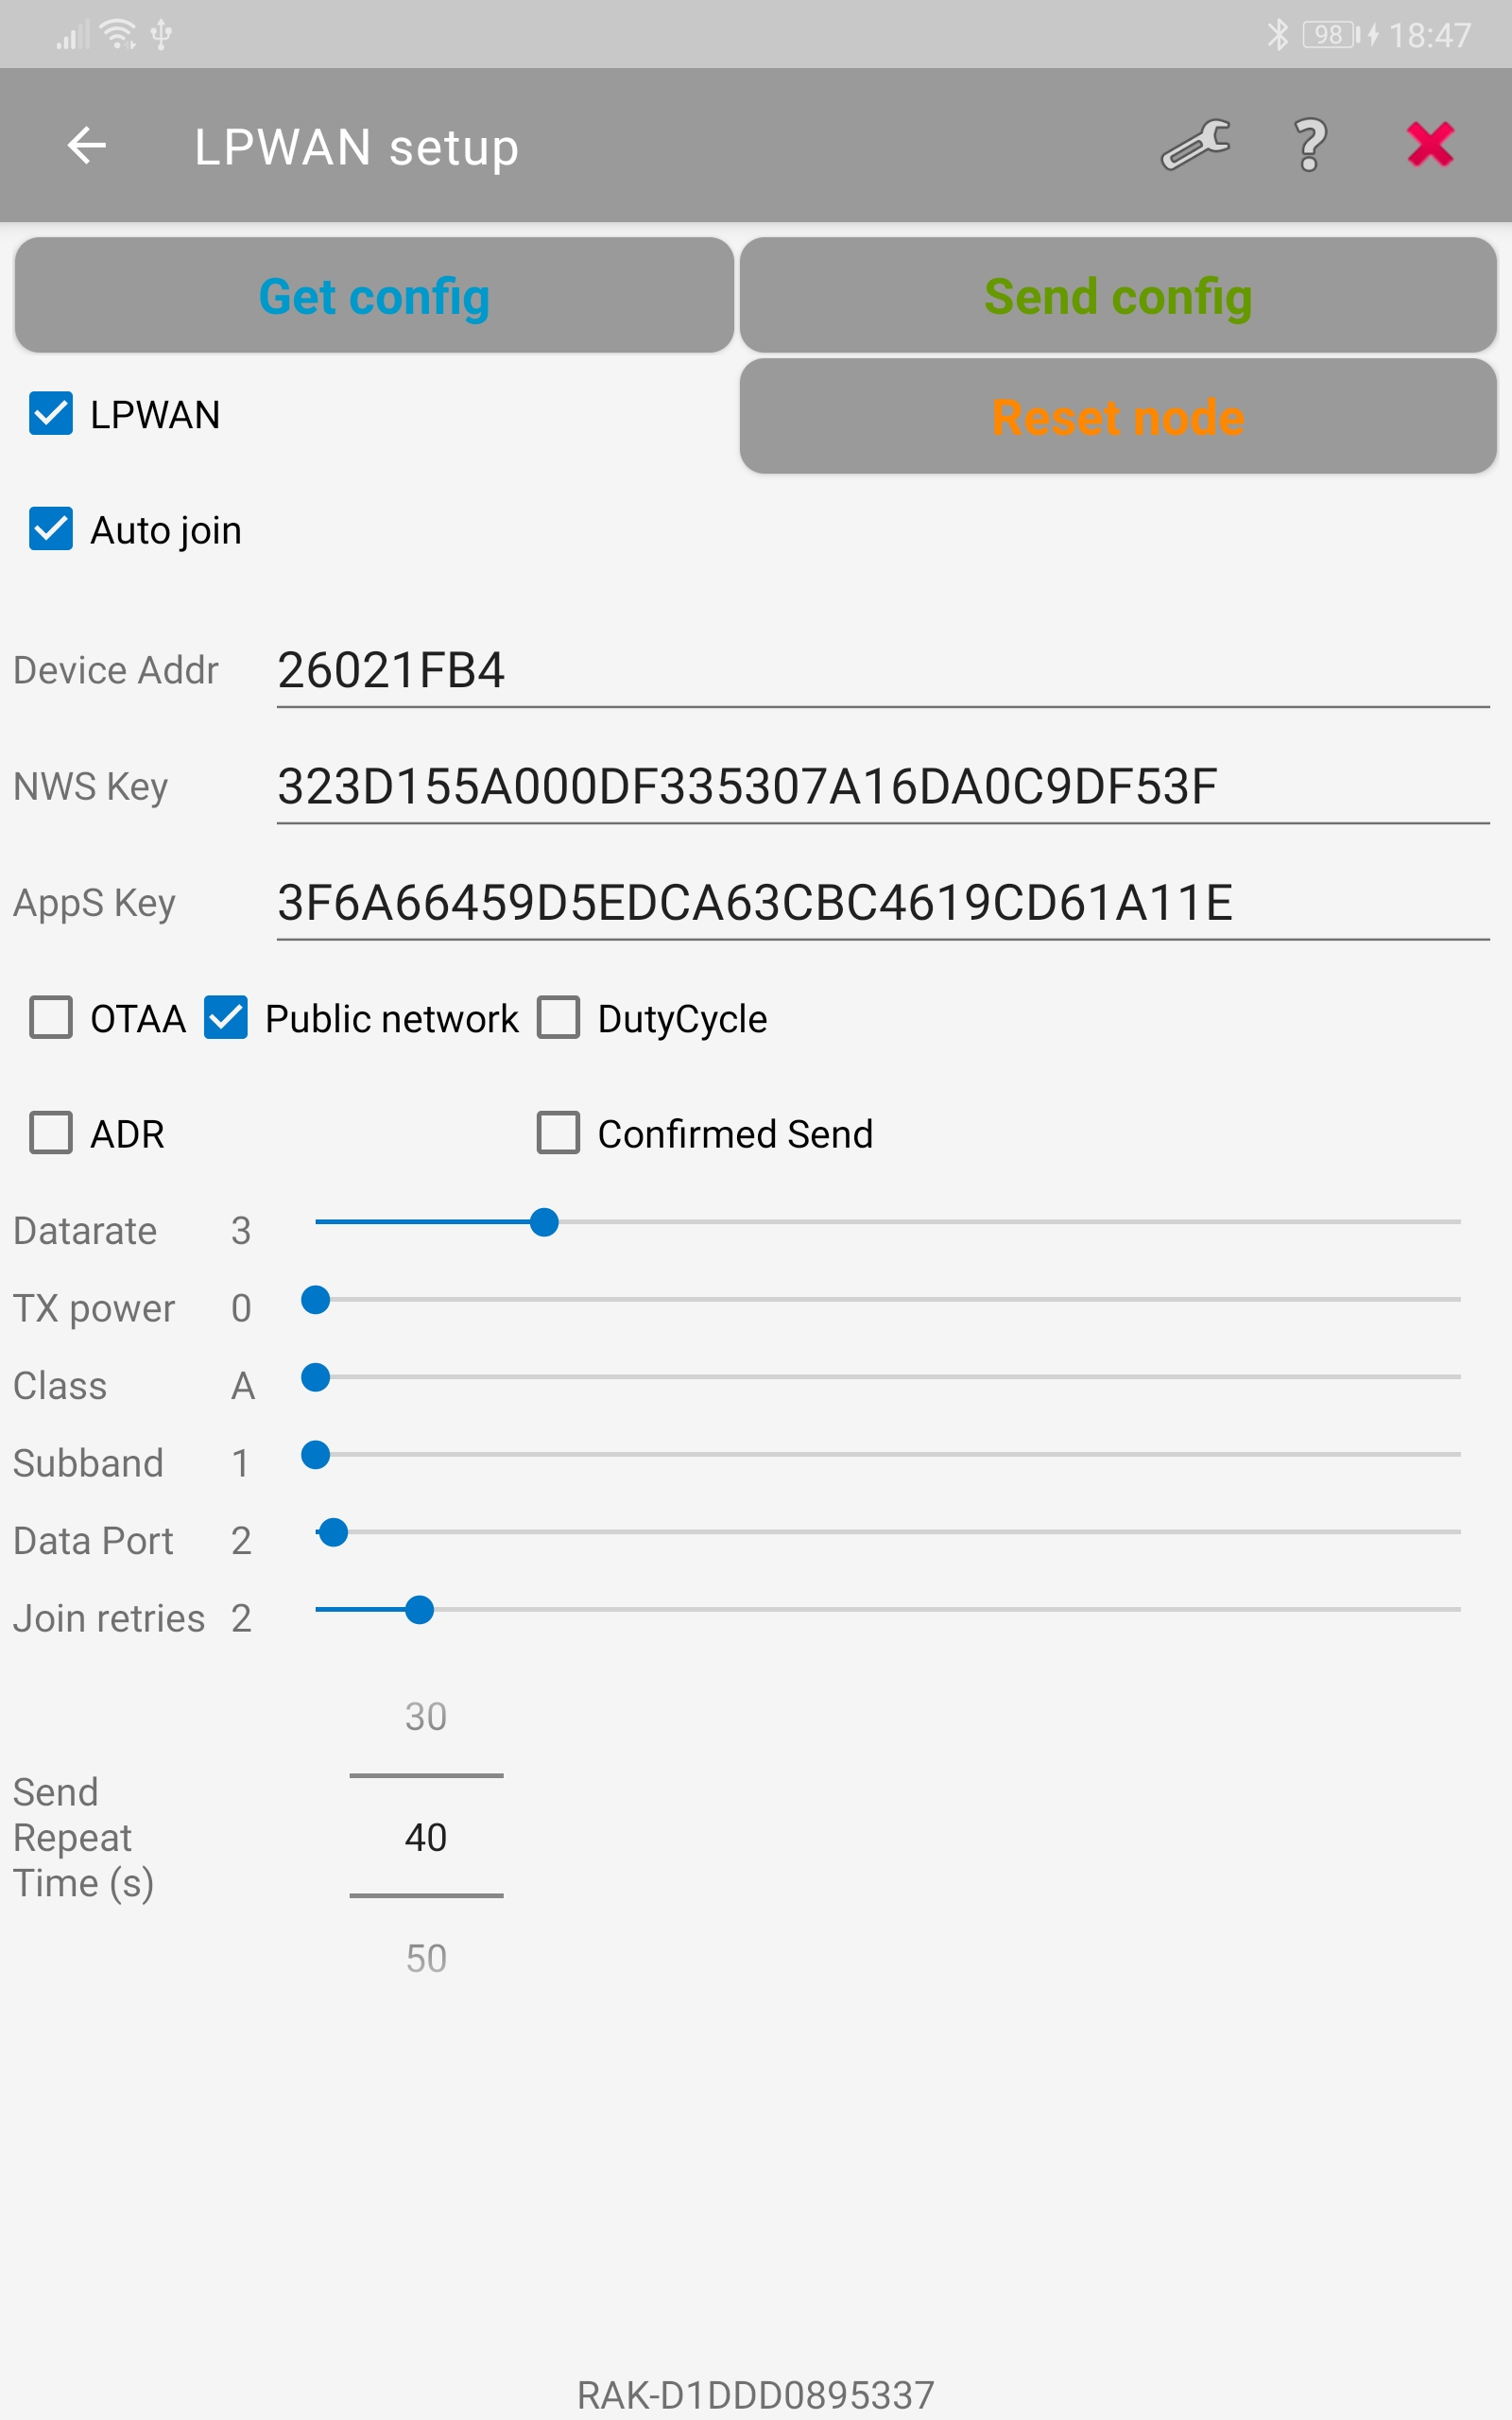 98 18:47
LPWAN setup
Get config
Send config
LPWAN
Reset node
Auto join
Device Addr 26021FB4
NWS Key 323D155A000DF335307A16DA0C9DF53F
AppS Key 3F6A66459D5EDCA63CBC4619CD61A11E
OTAA Public network DutyCycle
ADR Confirmed Send
Datarate 3
TX power 0
Class A
Subband 1
Data Port 2
Join retries 2
30
Send
Repeat 40
Time (s)
50
RAK-D1DDD0895337